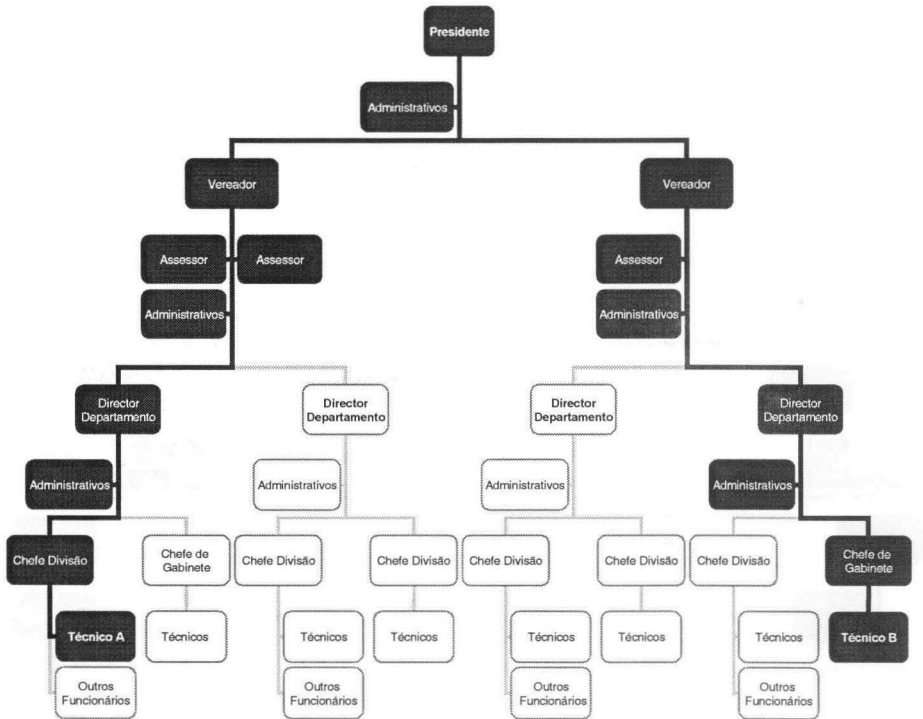 Presidente
Administrativos
Vereador
Vereador
Assessor
Assessor
Assessor
Administrativos
Administrativos
Director
Departamento
Director
Departamento
Director
Departamento
Director
Departamento
Administrativos
Administrativos
Administrativos
Administrativos
Chefe Divisão
Chefe de
Gabinete
Chefe Divisão
Chefe Divisão
Chefe Divisão
Chefe Divisão
Chefe Divisão
Chefe de
Gabinete
Técnico A
Técnicos
Técnicos
Técnicos
Técnicos
Técnicos
Técnicos
Técnico B
Outros
Funcionários
Outros
Funcionários
Outros
Funcionários
Outros
Funcionários